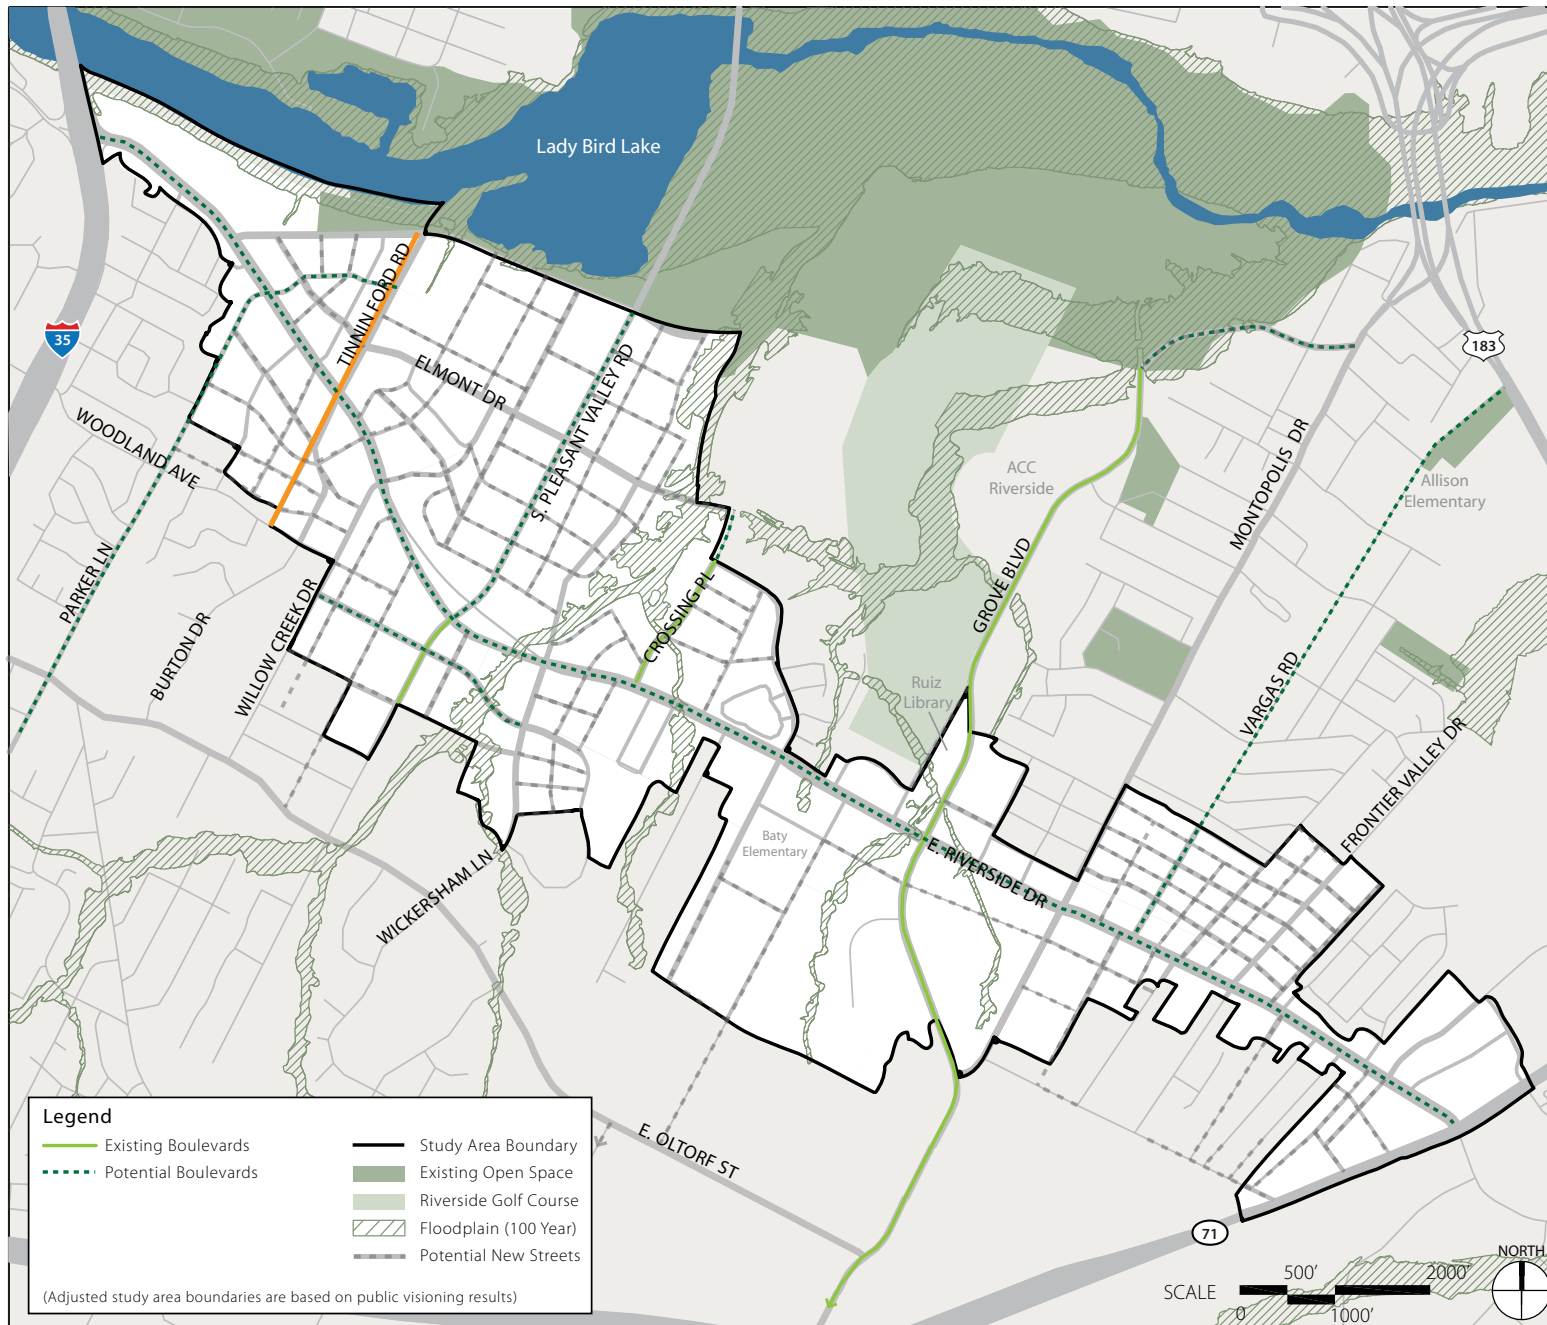 Lady Bird Lake
35
183
TINNIN FORD RD
ELMONT DR
S. PLEASANT VALLEY RD
WOODLAND AVE
PARKER LN
BURTON DR
WILLOW CREEK DR
CROSSING PL
WICKERSHAM LN
ACC
Riverside
GROVE BLVD
MONTOPOLIS DR
Allison
Elementary
VARGAS RD
FRONTIER VALLEY DR
Ruiz
Library
Baty
Elementary
E. RIVERSIDE DR
E. OLTORF ST
71
Legend
Existing Boulevards
Potential Boulevards
Study Area Boundary
Existing Open Space
Riverside Golf Course
Floodplain (100 Year)
Potential New Streets
(Adjusted study area boundaries are based on public visioning results)
NORTH
SCALE
500’
2000’
0
1000’